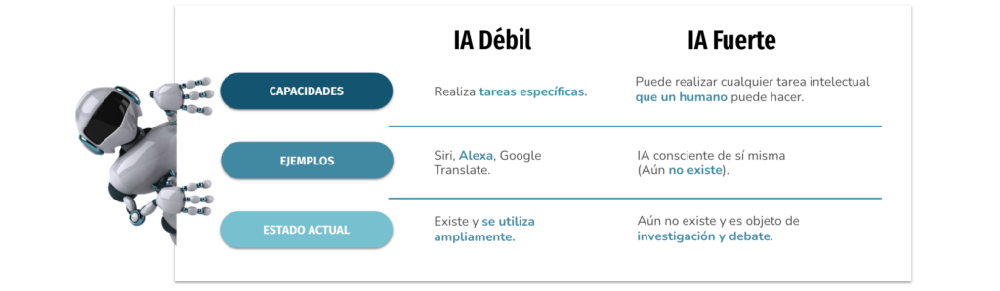 IA Débil
IA Fuerte
CAPACIDADES
Realiza tareas específicas.
Puede realizar cualquier tarea intelectual
que un humano puede hacer.
EJEMPLOS
Siri, Alexa, Google
Translate.
IA consciente de sí misma
(Aún no existe).
ESTADO ACTUAL
Existe y se utiliza
ampliamente.
Aún no existe y es objeto de
investigación y debate.